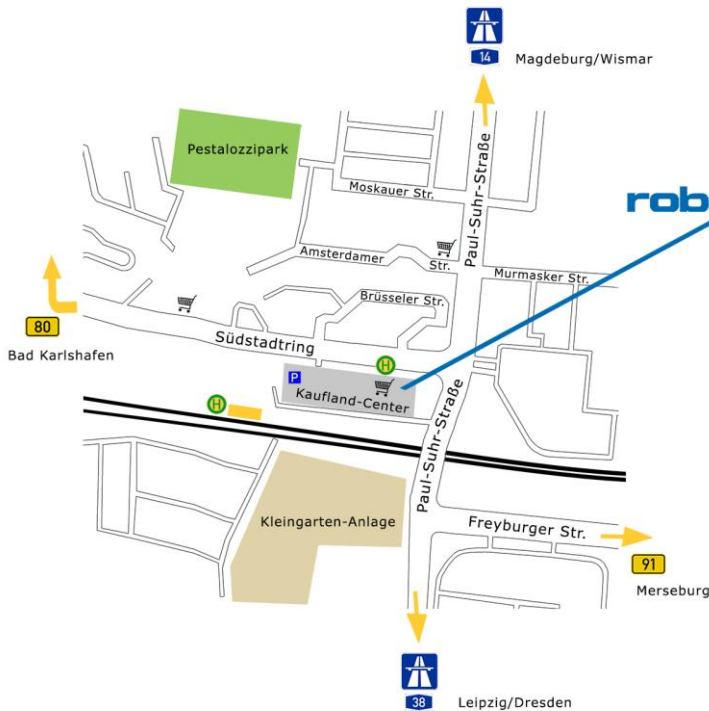 14
Magdeburg/Wismar
Pestalozzipark
Moskauer Str.
Paul-Suhr-Straße
rob
Amsterdamer Str.
Murmasker Str.
Brüsseler Str.
80
Bad Karlshafen
Südstadtring
H
P
Kaufland-Center
H
Paul-Suhr-Straße
Kleingarten-Anlage
Freyburger Str.
91
Merseburg
38
Leipzig/Dresden